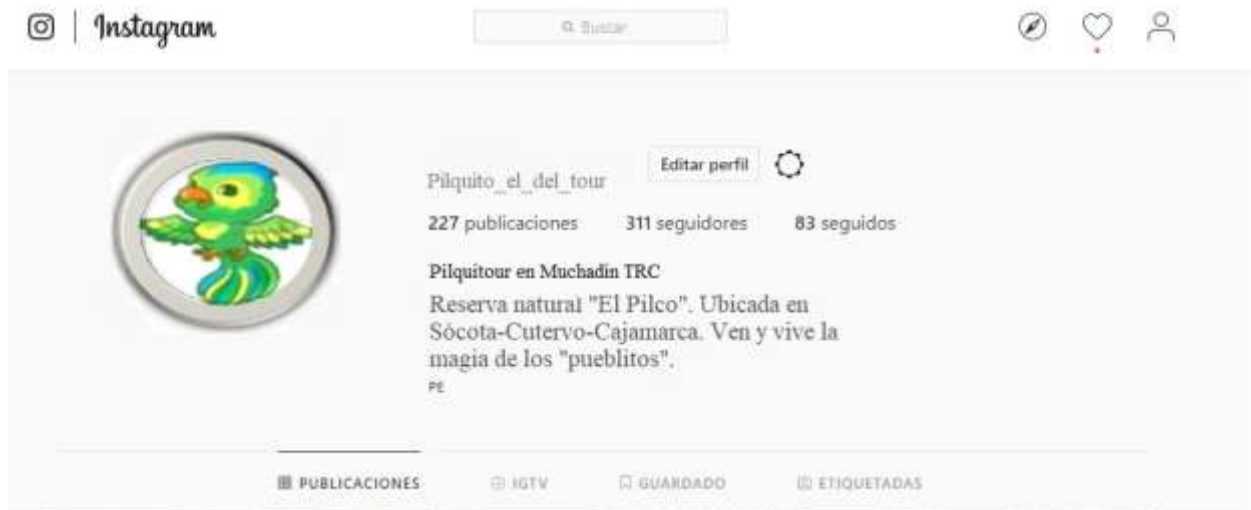 Instagram
Buscar
Pilquito_el_del_tour
Editar perfil
227 publicaciones 311 seguidores 83 seguidos
Pilquitour en Muchadin TRC
Reserva natural "El Pilco". Ubicada en
Sócota-Cutervo-Cajamarca. Ven y vive la
magia de los "pueblitos".
PE
PUBLICACIONES IGTV GUARDADO ETIQUETADAS